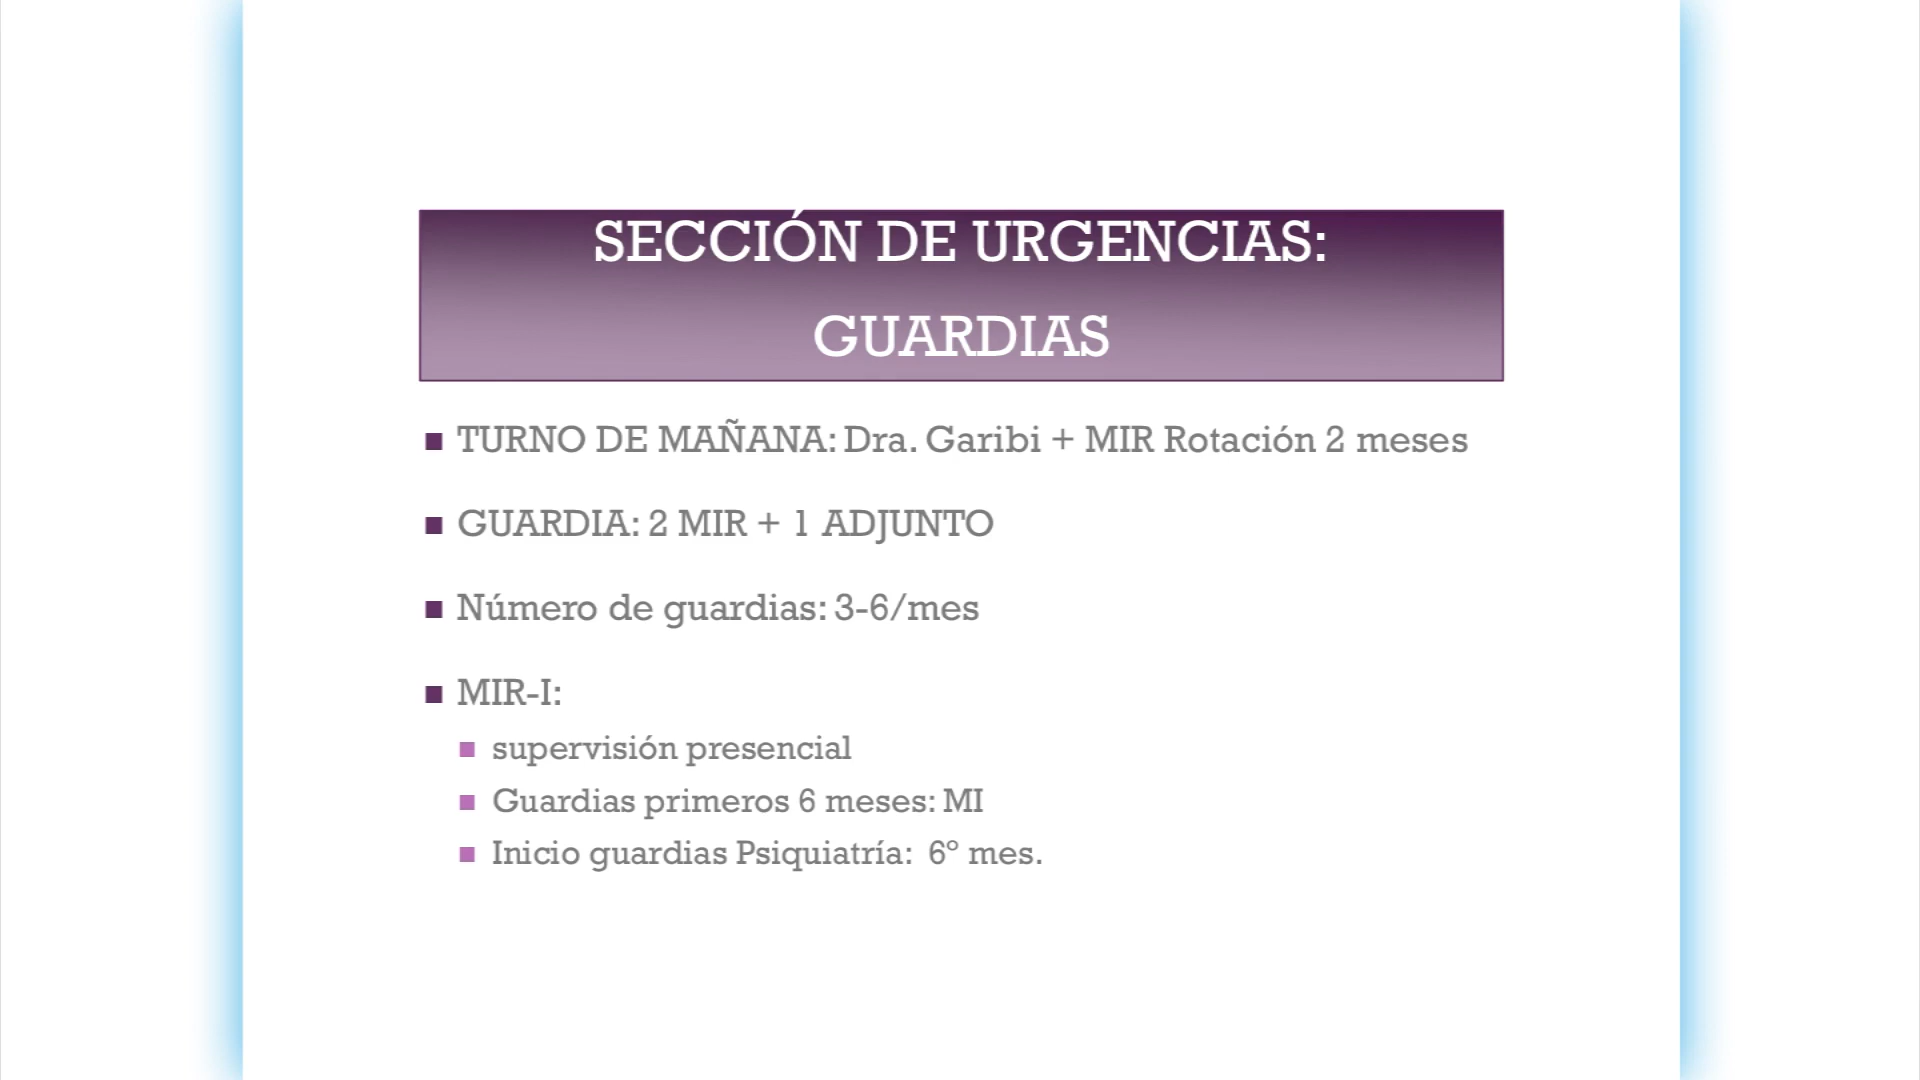 SECCIÓN DE URGENCIAS:
GUARDIAS
TURNO DE MAÑANA: Dra. Garibi + MIR Rotación 2 meses
GUARDIA: 2 MIR + 1 ADJUNTO
Número de guardias: 3-6/mes
MIR-I:
supervisión presencial
Guardias primeros 6 meses: MI
Inicio guardias Psiquiatría: 6º mes.